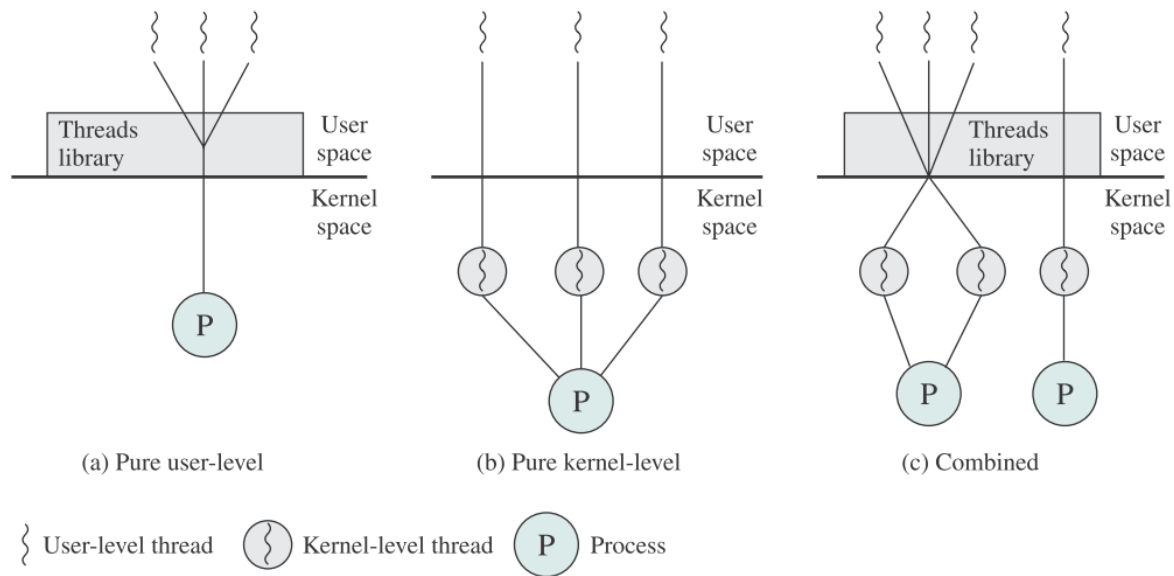 Threads
library
User
space
Kernel
space
P
(a) Pure user-level
User
space
Kernel
space
P
(b) Pure kernel-level
Threads
library
User
space
Kernel
space
P
P
(c) Combined
User-level thread
Kernel-level thread
P
Process